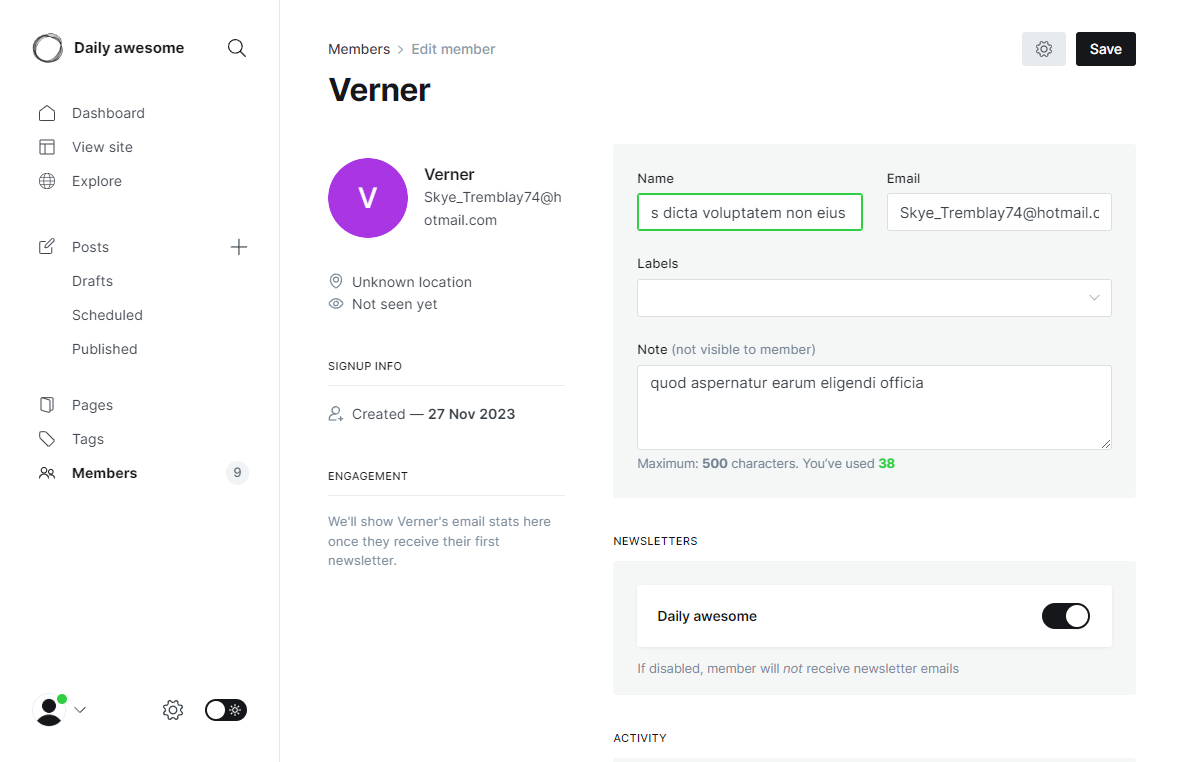 Daily awesome
Dashboard
View site
Explore
Posts
Drafts
Scheduled
Published
Pages
Tags
Members 9
Members > Edit member
Save
Verner
V
Verner
Skye_Tremblay74@h
otmail.com
Unknown location
Not seen yet
SIGNUP INFO
Created — 27 Nov 2023
ENGAGEMENT
We'll show Verner's email stats here
once they receive their first
newsletter.
Name
s dicta voluptatem non eius
Email
Skye_Tremblay74@hotmail.c
Labels
Note (not visible to member)
quod aspernatur earum eligendi officia
Maximum: 500 characters. You've used 38
NEWSLETTERS
Daily awesome
If disabled, member will not receive newsletter emails
ACTIVITY